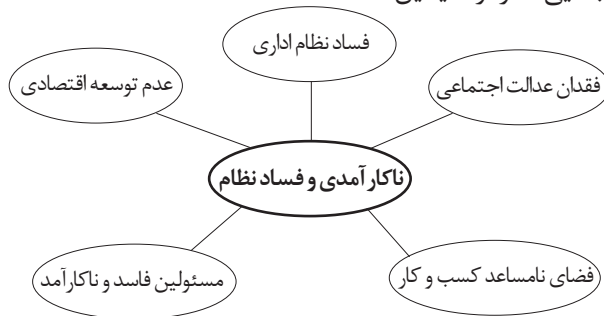 فساد نظام اداری
فقدان عدالت اجتماعی
عدم توسعه اقتصادی
ناکارآمدی و فساد نظام
فضای نامساعد کسب و کار
مسئولین فاسد و ناکارآمد